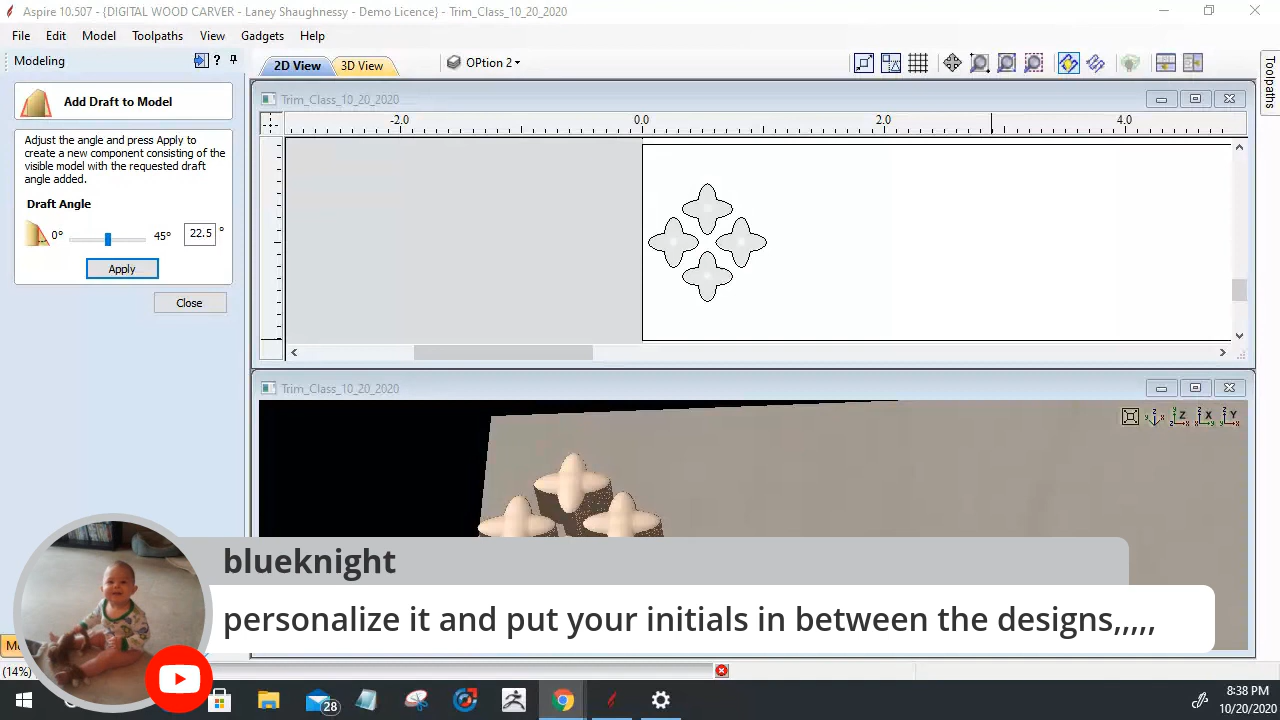 Aspire 10.507 - {DIGITAL WOOD CARVER - Laney Shaughnessy - Demo Licence} - Trim_Class_10_20_2020
File Edit Model Toolpaths View Gadgets Help
Modeling
2D View 3D View OPtion 2
Toolpaths
Add Draft to Model
Adjust the angle and press Apply to
create a new component consisting of the
visible model with the requested draft
angle added.
Draft Angle
0° 45° 22.5 °
Apply
Close
Trim_Class_10_20_2020
-2.0 0.0 2.0 4.0
Trim_Class_10_20_2020
Z X Y
blueknight
personalize it and put your initials in between the designs,,,,,
Mo
(14%)
28
8:38 PM
10/20/2020